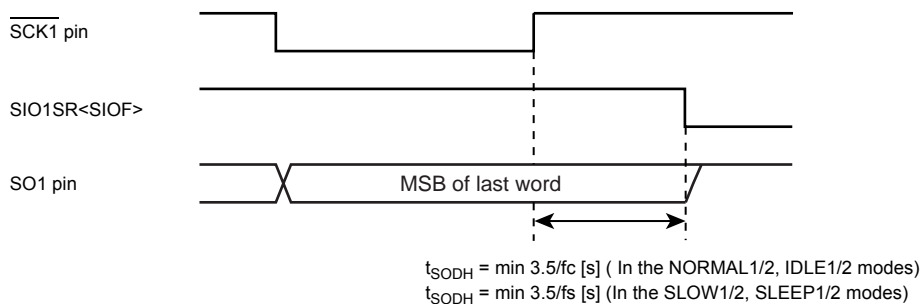 SCK1 pin
SIO1SR<SIOF>
SO1 pin
MSB of last word
tSODH = min 3.5/fc [s] ( In the NORMAL1/2, IDLE1/2 modes)
tSODH = min 3.5/fs [s] (In the SLOW1/2, SLEEP1/2 modes)